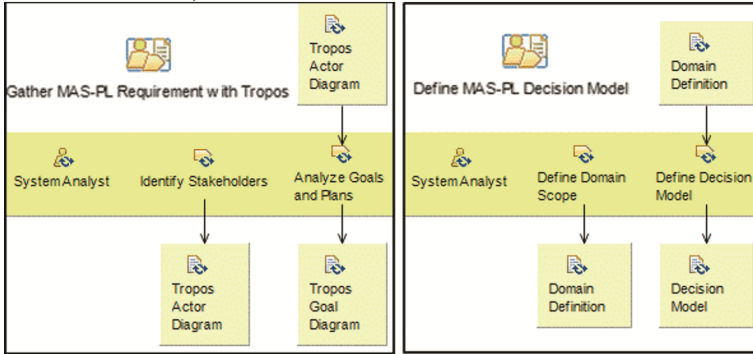 Tropos
Actor
Diagram
Gather MAS-PL Requirement with Tropos
System Analyst
Identify Stakeholders
Analyze Goals
and Plans
Tropos
Actor
Diagram
Tropos
Goal
Diagram
Domain
Definition
Define MAS-PL Decision Model
System Analyst
Define Domain
Scope
Define Decision
Model
Domain
Definition
Decision
Model